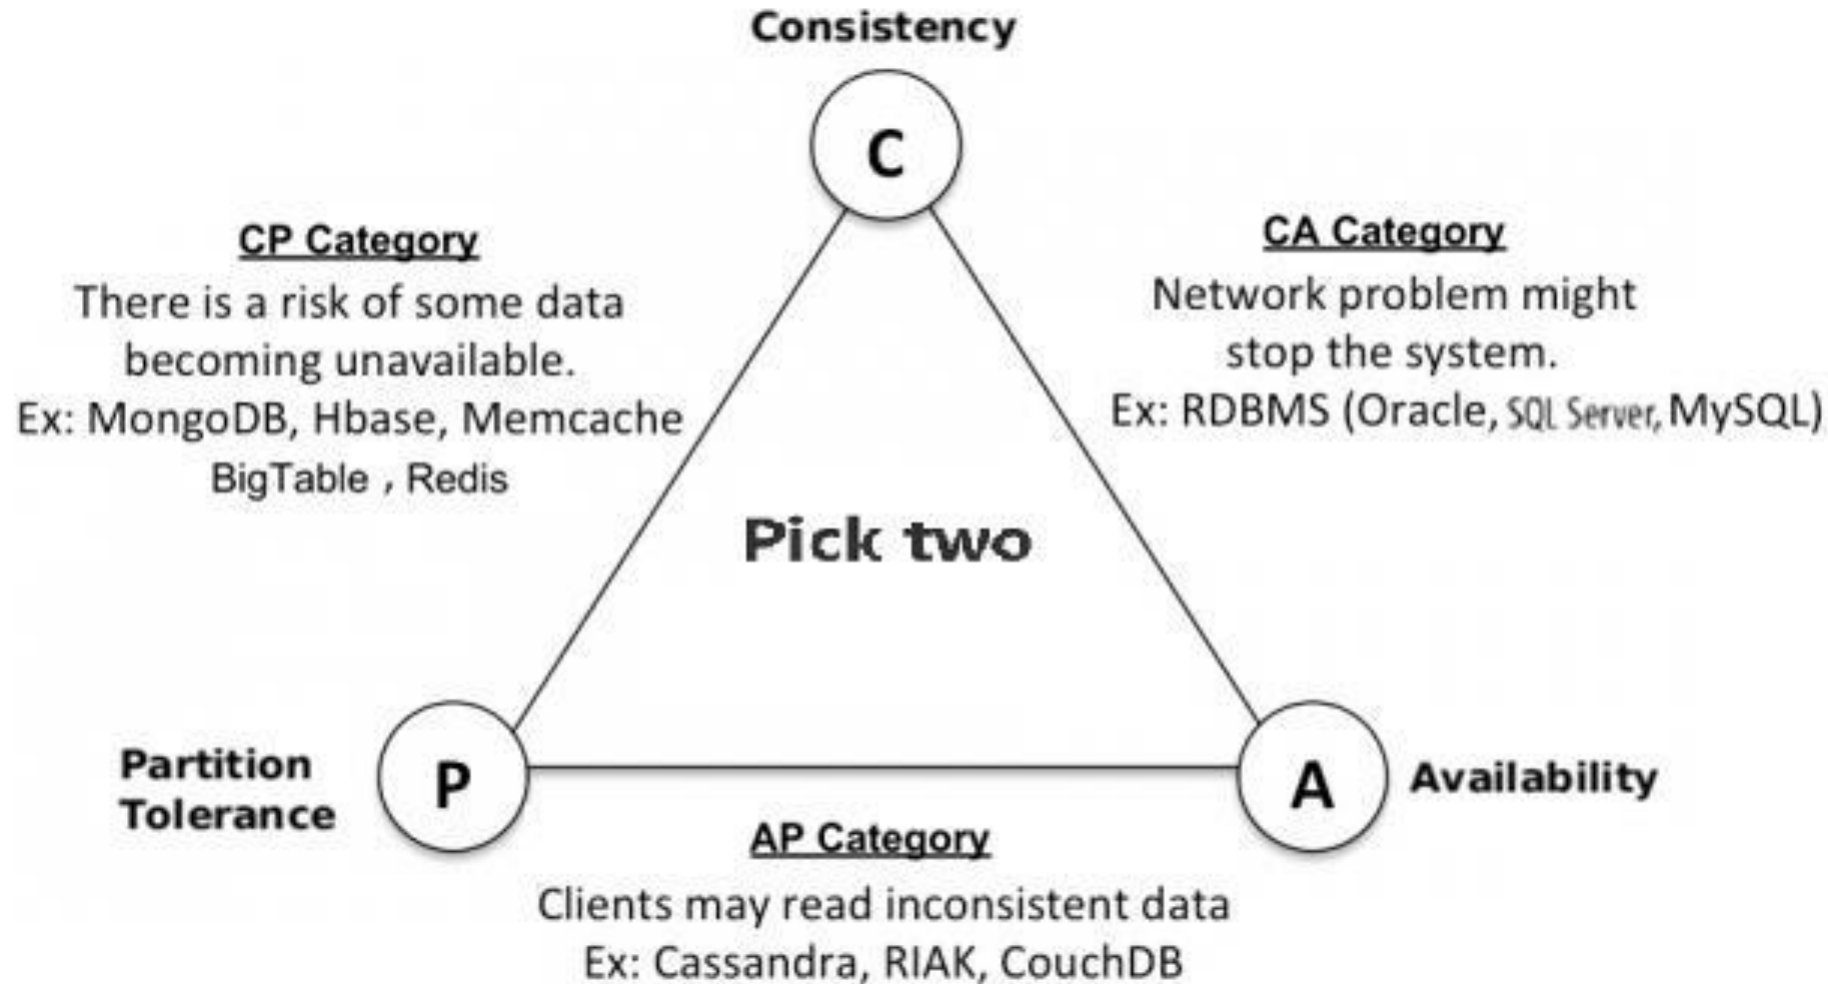 Consistency
C
CP Category
There is a risk of some data
becoming unavailable.
Ex: MongoDB, Hbase, Memcache
BigTable , Redis
CA Category
Network problem might
stop the system.
Ex: RDBMS (Oracle, SQL Server, MySQL)
Pick two
Partition
Tolerance
P
A
Availability
AP Category
Clients may read inconsistent data
Ex: Cassandra, RIAK, CouchDB